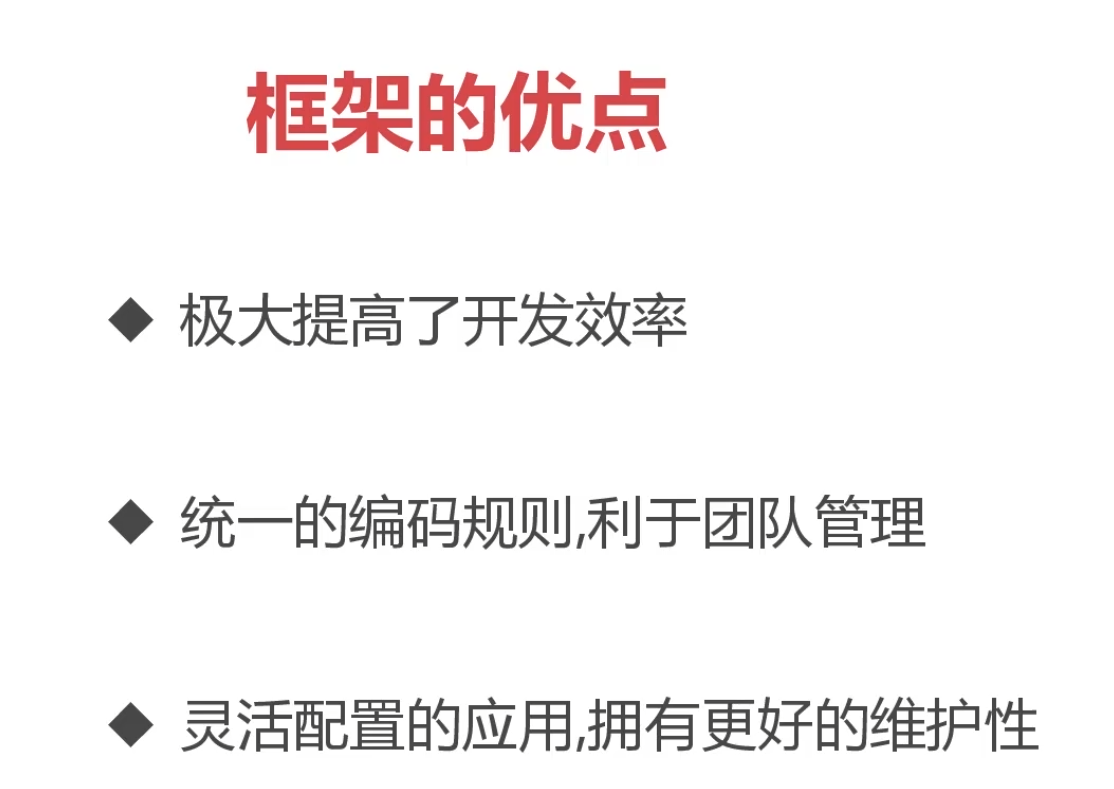 框架的优点
◆ 极大提高了开发效率
◆ 统一的编码规则,利于团队管理
◆ 灵活配置的应用,拥有更好的维护性